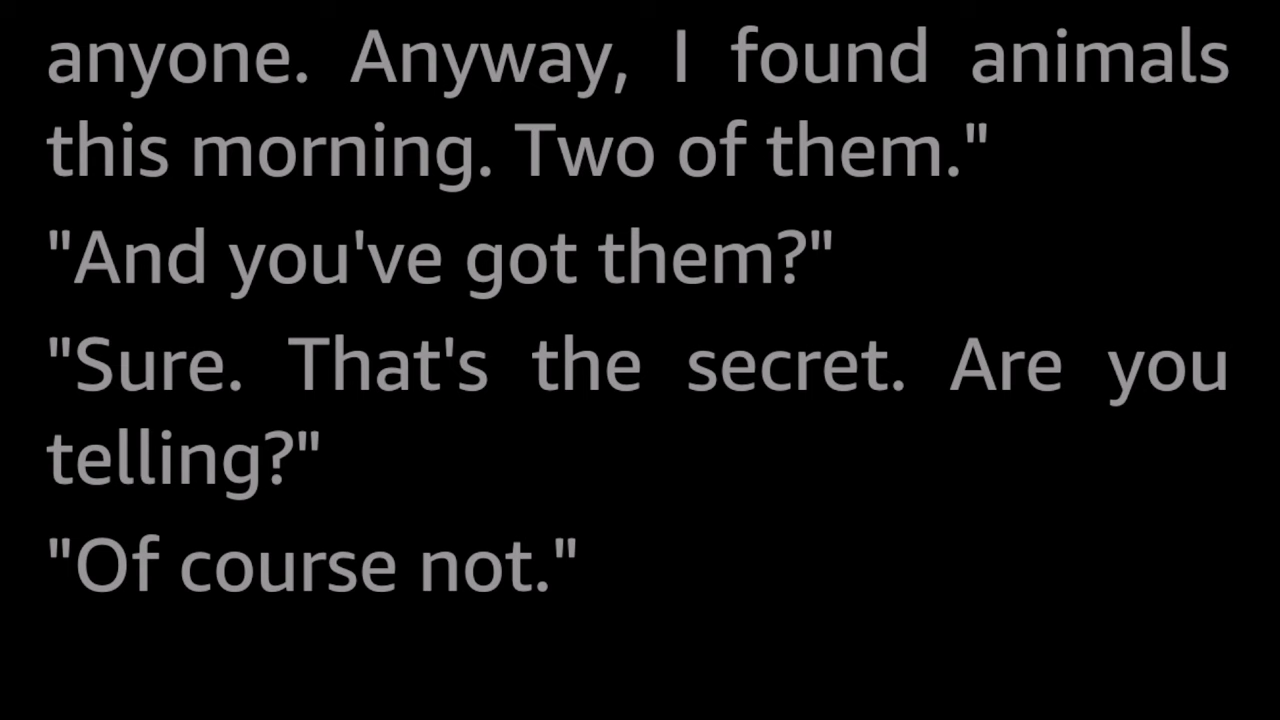 anyone. Anyway, I found animals
this morning. Two of them."
"And you've got them?"
"Sure. That's the secret. Are you
telling?"
"Of course not."